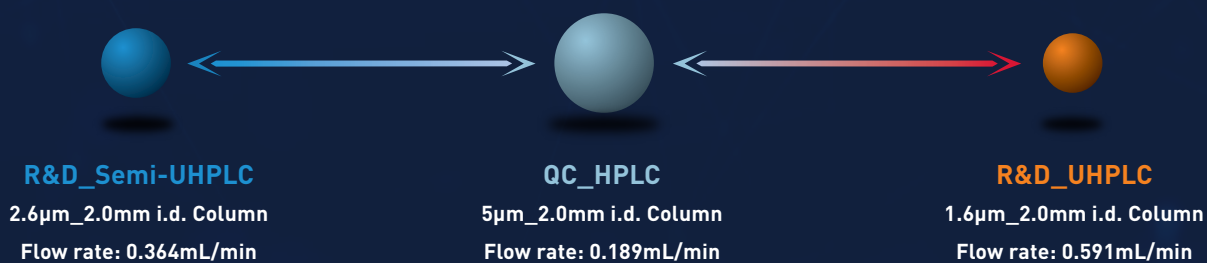 R&D_Semi-UHPLC
2.6µm_2.0mm i.d. Column
Flow rate: 0.364mL/min
QC_HPLC
5µm_2.0mm i.d. Column
Flow rate: 0.189mL/min
R&D_UHPLC
1.6µm_2.0mm i.d. Column
Flow rate: 0.591mL/min